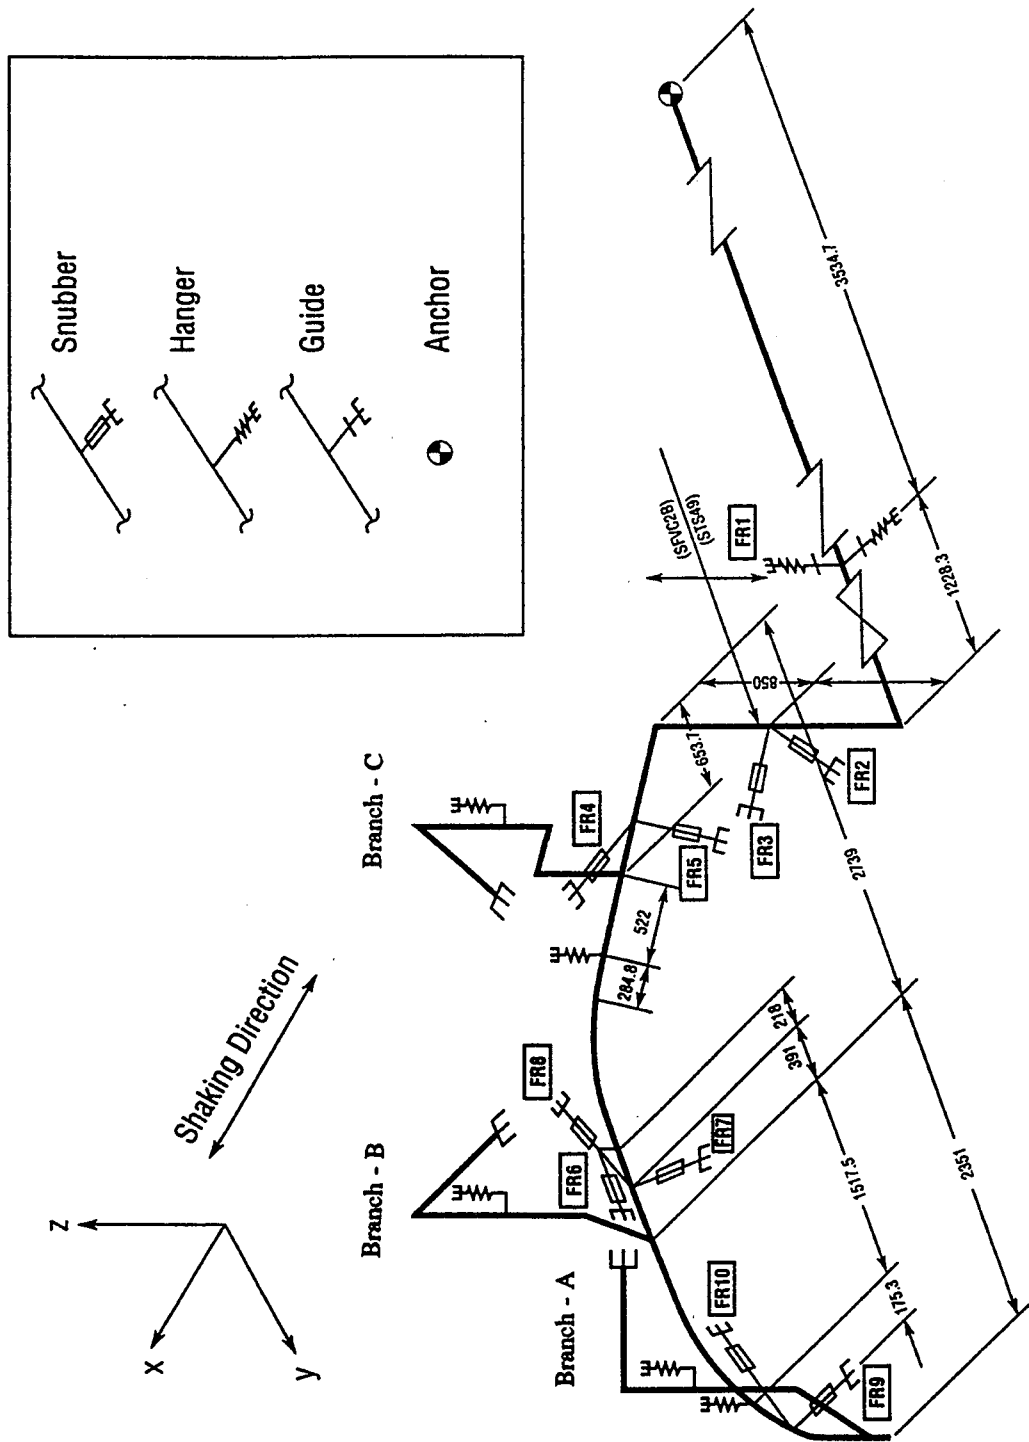 Snubber
Hanger
Guide
Anchor
Shaking Direction
Z
X
y
Branch - A
Branch - B
Branch - C
(SFVC28)
(STS49)
FR1
FR2
FR3
FR4
FR5
FR6
FR7
FR8
FR9
FR10
3534.7
1228.3
850
653.7
2739
522
284.8
218
391
1517.5
2351
175.3